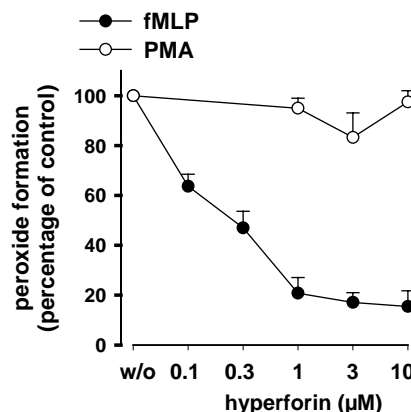 fMLP
PMA
peroxide formation
(percentage of control)
100
80
60
40
20
0
w/o 0.1 0.3 1 3 10
hyperforin (µM)